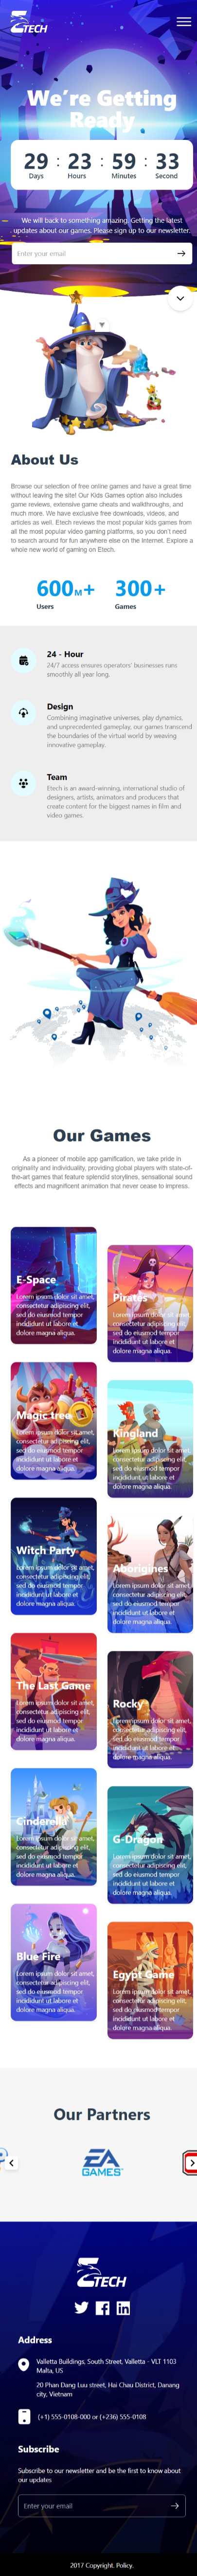 ETECH
We're Getting
Ready
29 : 23 : 59 : 33
Days Hours Minutes Second
We will back to something amazing. Getting the latest
updates about our games. Please sign up to our newsletter.
Enter your email
About Us
Browse our selection of free online games and have a great time
without leaving the site! Our Kids Games option also includes
game reviews, extensive game cheats and walkthroughs, and
much more. We have exclusive free downloads, videos, and
articles as well. Etech reviews the most popular kids games from
all the most popular video gaming platforms, so you don't need
to search around for fun anywhere else on the Internet. Explore a
whole new world of gaming on Etech.
600M+ 300+
Users Games
24 - Hour
24/7 access ensures operators' businesses runs
smoothly all year long.
Design
Combining imaginative universes, play dynamics,
and unprecedented gameplay, our games transcend
the boundaries of the virtual world by weaving
innovative gameplay.
Team
Etech is an award-winning, international studio of
designers, artists, animators and producers that
create content for the biggest names in film and
video games.
Our Games
As a pioneer of mobile app gamification, we take pride in
originality and individuality, providing global players with state-of-
the-art games that feature splendid storylines, sensational sound
effects and magnificent animation that never cease to impress.
E-Space
Lorem ipsum dolor sit amet,
consectetur adipiscing elit,
sed do eiusmod tempor
incididunt ut labore et
dolore magna aliqua.
Pirates
Lorem ipsum dolor sit amet,
consectetur adipiscing elit,
sed do eiusmod tempor
incididunt ut labore et
dolore magna aliqua.
Magic tree
Lorem ipsum dolor sit amet,
consectetur adipiscing elit,
sed do eiusmod tempor
incididunt ut labore et
dolore magna aliqua.
Kingland
Lorem ipsum dolor sit amet,
consectetur adipiscing elit,
sed do eiusmod tempor
incididunt ut labore et
dolore magna aliqua.
Witch Party
Lorem ipsum dolor sit amet,
consectetur adipiscing elit,
sed do eiusmod tempor
incididunt ut labore et
dolore magna aliqua.
Aborigines
Lorem ipsum dolor sit amet,
consectetur adipiscing elit,
sed do eiusmod tempor
incididunt ut labore et
dolore magna aliqua.
The Last Game
Lorem ipsum dolor sit amet,
consectetur adipiscing elit,
sed do eiusmod tempor
incididunt ut labore et
dolore magna aliqua.
Rocky
Lorem ipsum dolor sit amet,
consectetur adipiscing elit,
sed do eiusmod tempor
incididunt ut labore et
dolore magna aliqua.
Cinderella
Lorem ipsum dolor sit amet,
consectetur adipiscing elit,
sed do eiusmod tempor
incididunt ut labore et
dolore magna aliqua.
G-Dragon
Lorem ipsum dolor sit amet,
consectetur adipiscing elit,
sed do eiusmod tempor
incididunt ut labore et
dolore magna aliqua.
Blue Fire
Lorem ipsum dolor sit amet,
consectetur adipiscing elit,
sed do eiusmod tempor
incididunt ut labore et
dolore magna aliqua.
Egypt Game
Lorem ipsum dolor sit amet,
consectetur adipiscing elit,
sed do eiusmod tempor
incididunt ut labore et
dolore magna aliqua.
Our Partners
EA
GAMES
ETECH
Address
Valletta Buildings, South Street, Valletta - VLT 1103
Malta, US
20 Phan Dang Luu street, Hai Chau District, Danang
city, Vietnam
(+1) 555-0108-000 or (+236) 555-0108
Subscribe
Subscribe to our newsletter and be the first to know about
our updates
Enter your email
2017 Copyright. Policy.